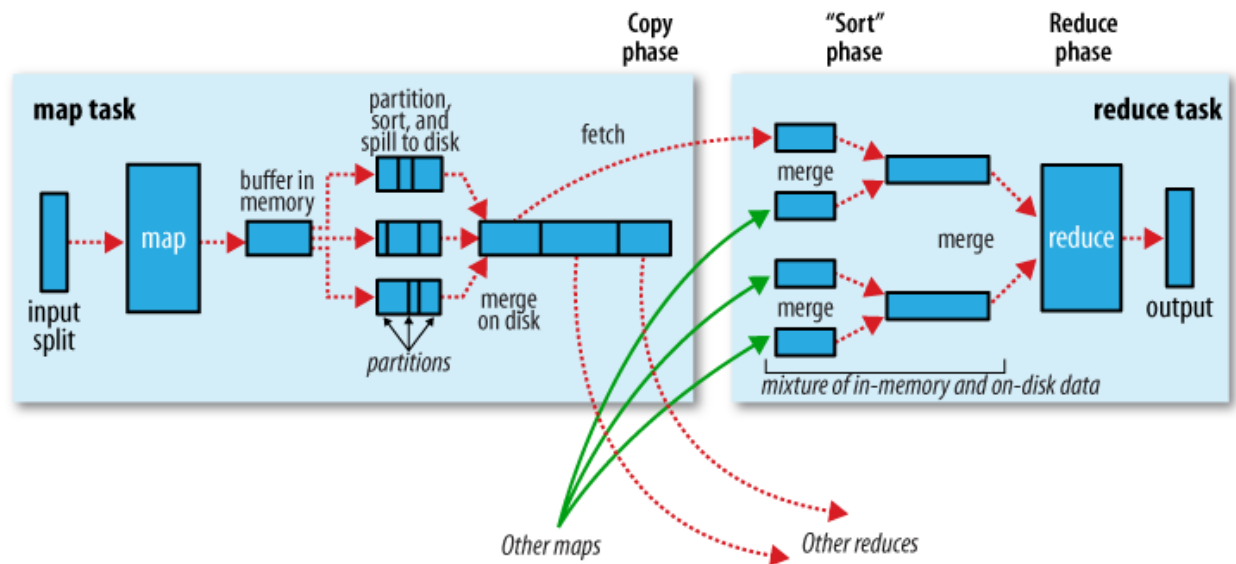 Copy
phase
“Sort”
phase
Reduce
phase
map task
partition,
sort, and
spill to disk
fetch
reduce task
buffer in
memory
merge
map
merge
reduce
input
split
merge
on disk
merge
output
partitions
mixture of in-memory and on-disk data
Other maps
Other reduces